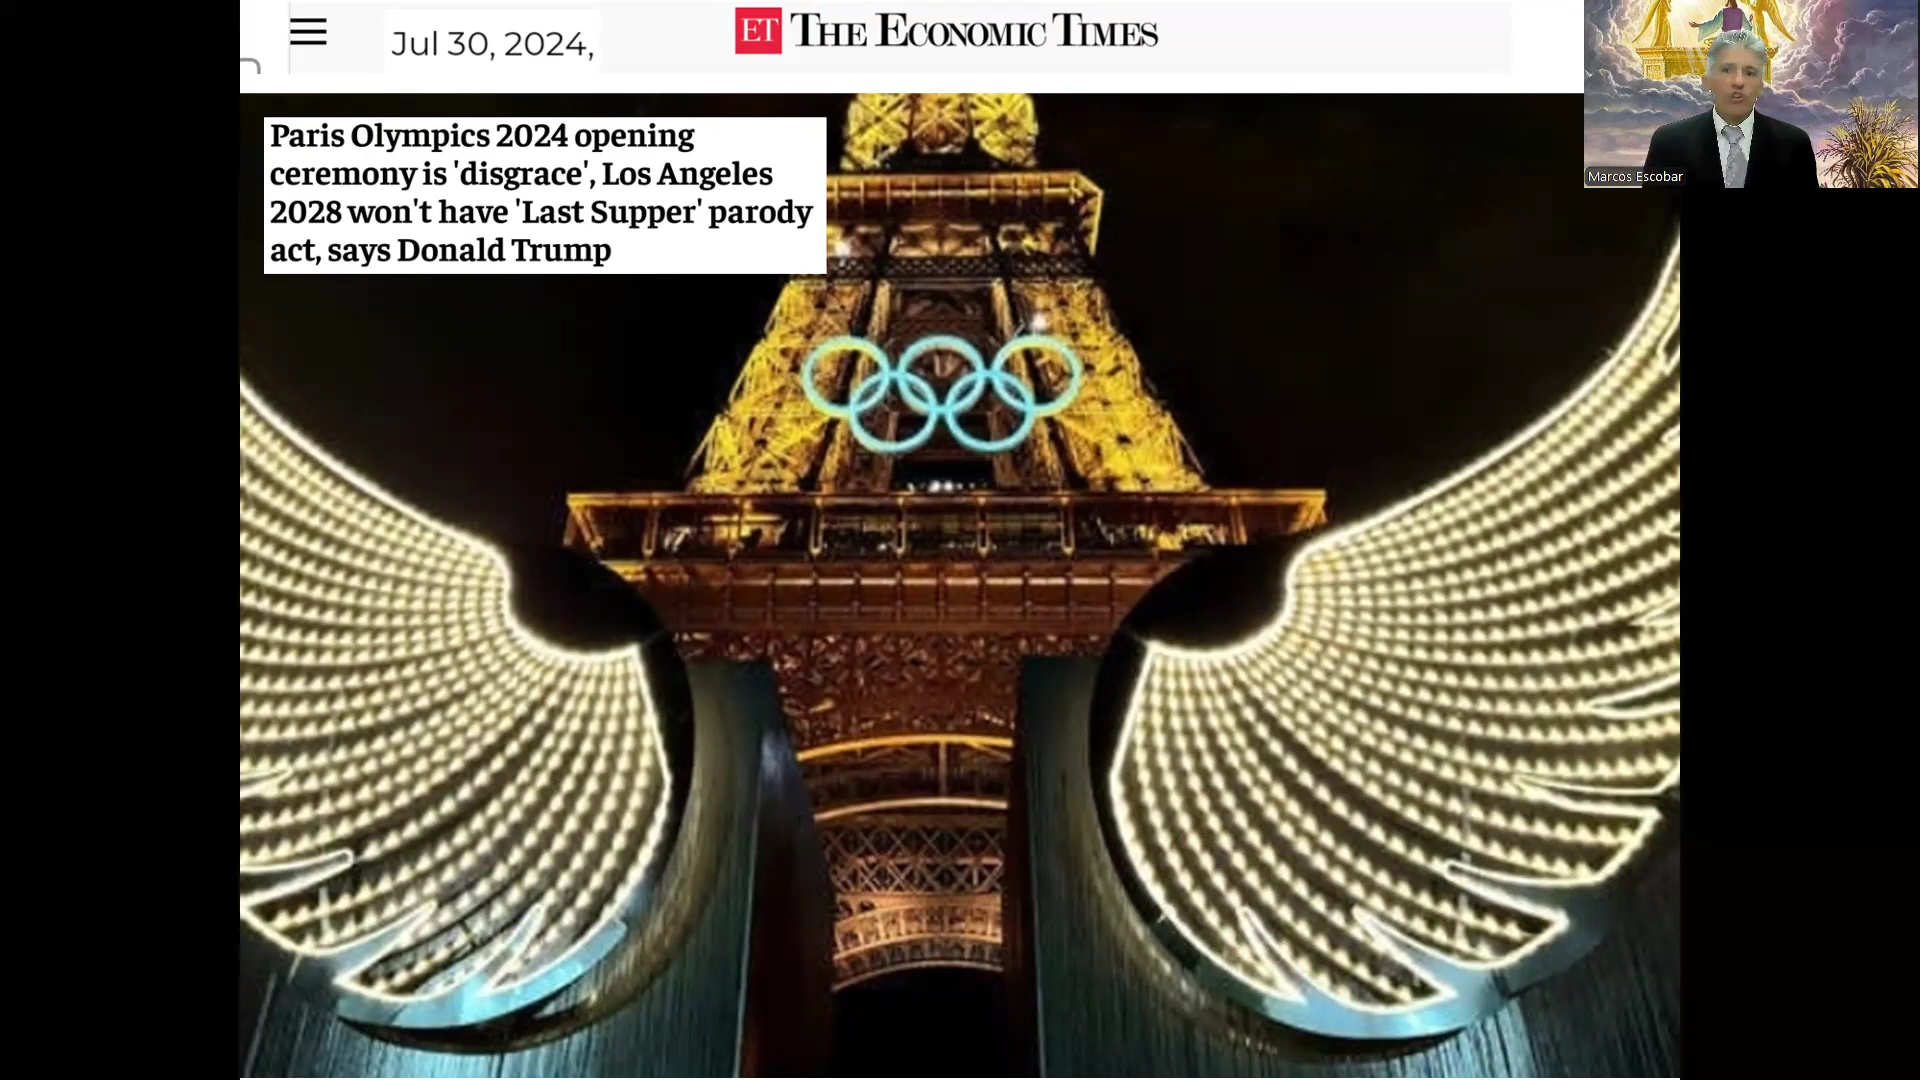 Jul 30, 2024,
ET THE ECONOMIC TIMES
Paris Olympics 2024 opening
ceremony is 'disgrace', Los Angeles
2028 won't have 'Last Supper' parody
act, says Donald Trump
Marcos Escobar